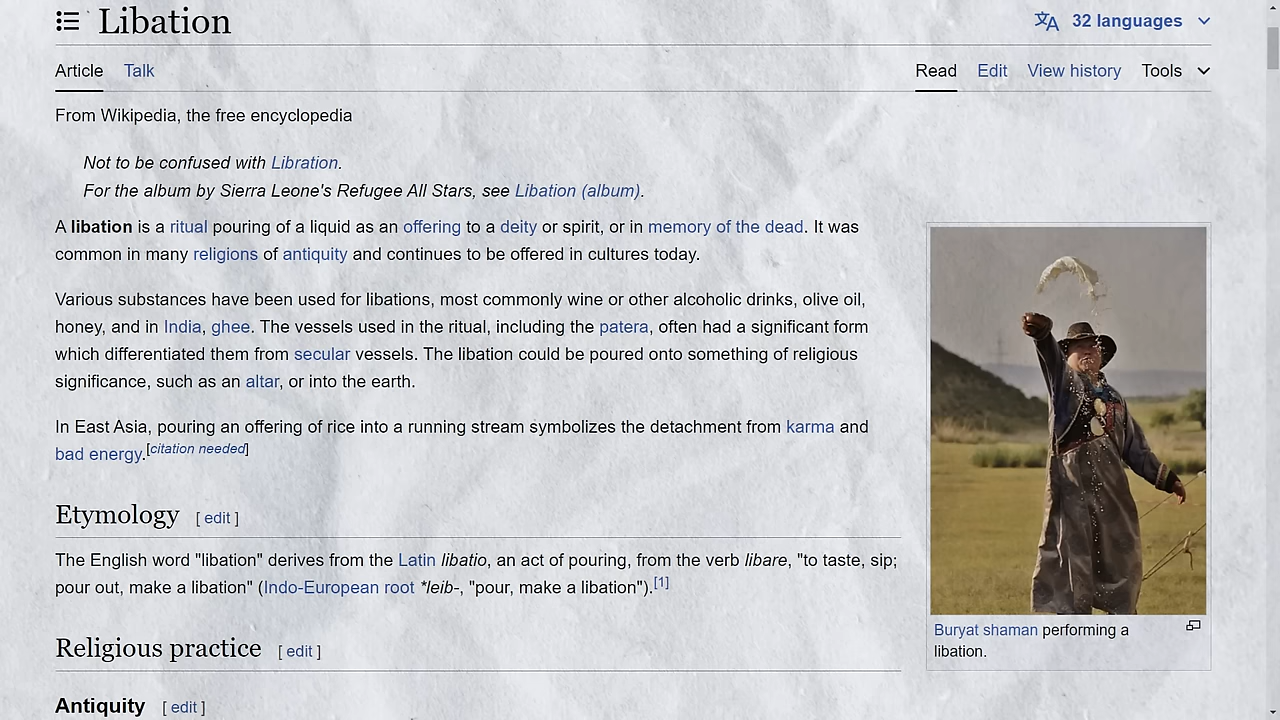 Libation
32 languages
Article Talk Read Edit View history Tools
From Wikipedia, the free encyclopedia
Not to be confused with Libration.
For the album by Sierra Leone's Refugee All Stars, see Libation (album).
A libation is a ritual pouring of a liquid as an offering to a deity or spirit, or in memory of the dead. It was
common in many religions of antiquity and continues to be offered in cultures today.
Various substances have been used for libations, most commonly wine or other alcoholic drinks, olive oil,
honey, and in India, ghee. The vessels used in the ritual, including the patera, often had a significant form
which differentiated them from secular vessels. The libation could be poured onto something of religious
significance, such as an altar, or into the earth.
In East Asia, pouring an offering of rice into a running stream symbolizes the detachment from karma and
bad energy.[citation needed]
Etymology [ edit ]
The English word "libation" derives from the Latin libatio, an act of pouring, from the verb libare, "to taste, sip;
pour out, make a libation" (Indo-European root *leib-, "pour, make a libation").[1]
Religious practice [ edit ]
Antiquity [ edit ]
Buryat shaman performing a
libation.